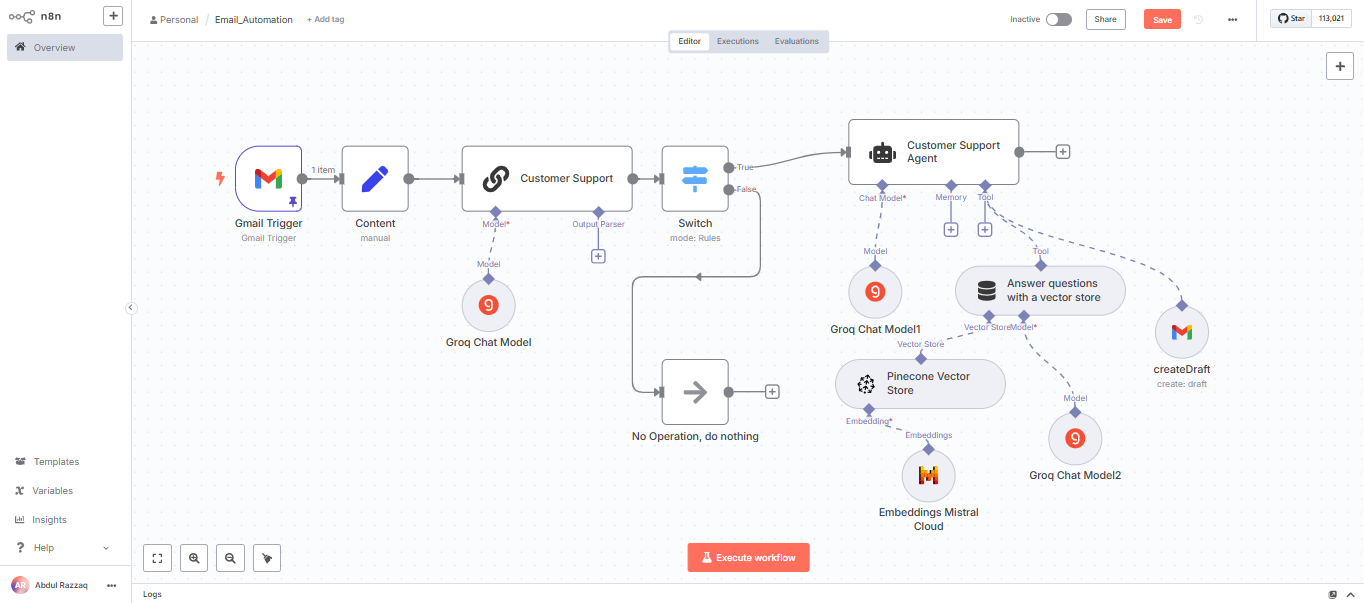 n8n
Personal / Email_Automation + Add tag
Inactive
Share
Save
Star 113,021
Overview
Editor Executions Evaluations
1 item
Gmail Trigger
Gmail Trigger
Content
manual
Customer Support
Model*
Output Parser
Model
Groq Chat Model
True
False
Switch
mode: Rules
No Operation, do nothing
Customer Support
Agent
Chat Model*
Memory
Tool
Model
Groq Chat Model1
Tool
Answer questions
with a vector store
Vector Store
Model*
Vector Store
Pinecone Vector
Store
Embedding*
Embeddings
Embeddings Mistral
Cloud
Model
Groq Chat Model2
createDraft
create: draft
Templates
Variables
Insights
Help
AR Abdul Razzaq
Execute workflow
Logs